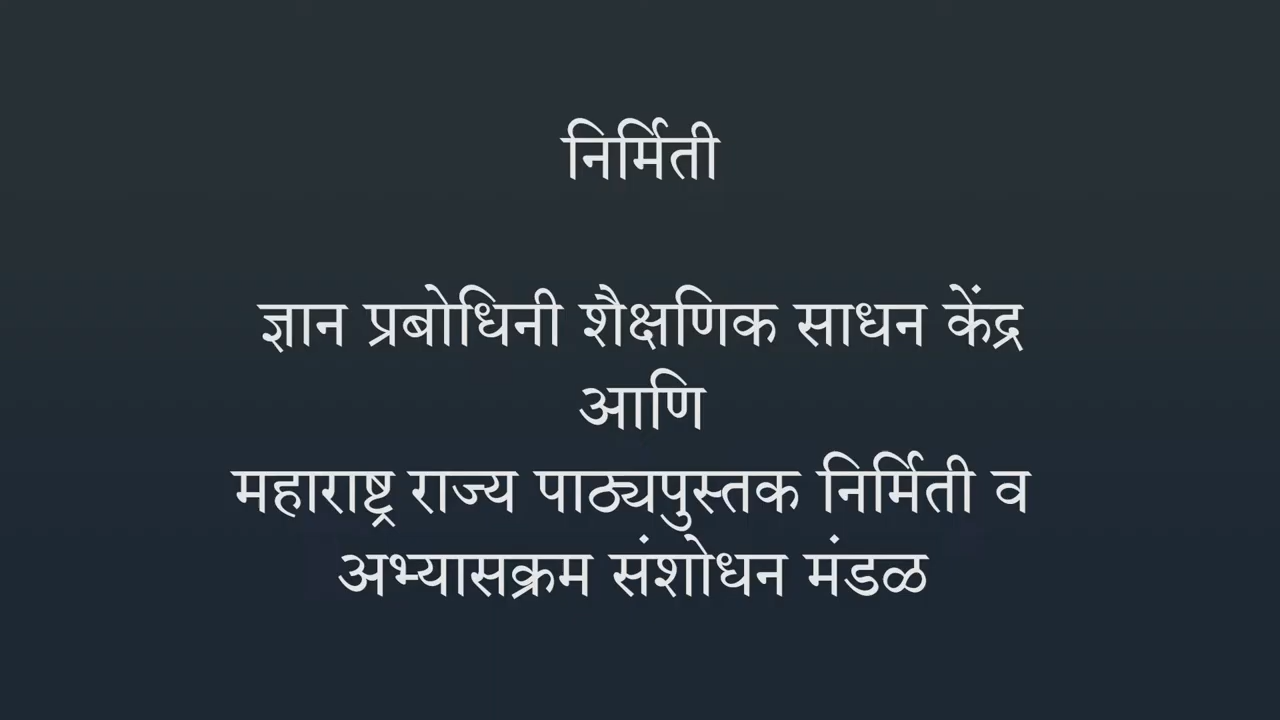 निर्मिती
ज्ञान प्रबोधिनी शैक्षणिक साधन केंद्र
आणि
महाराष्ट्र राज्य पाठ्यपुस्तक निर्मिती व
अभ्यासक्रम संशोधन मंडळ